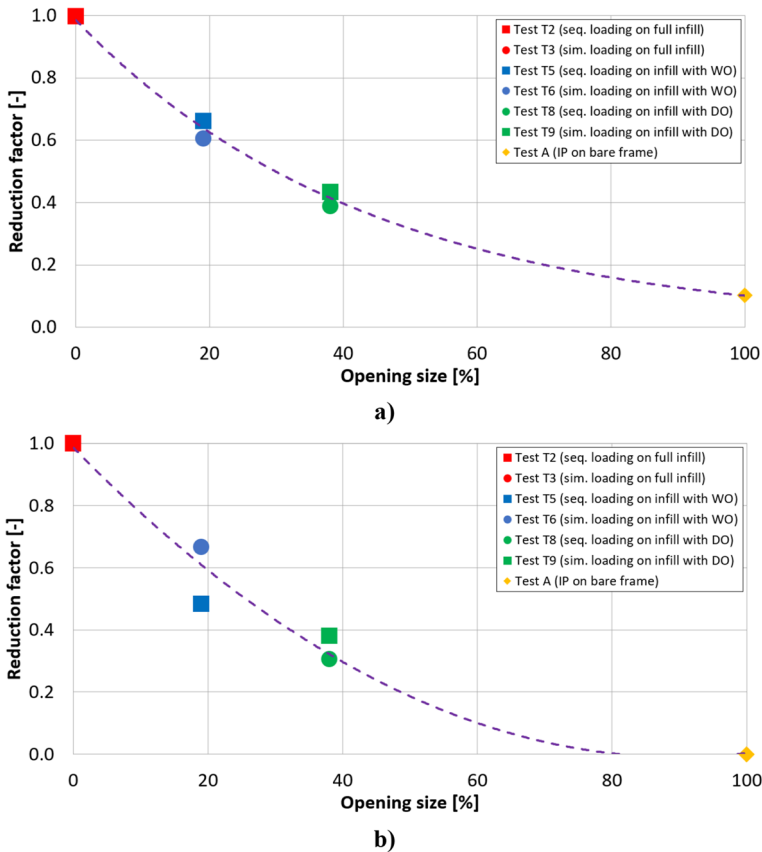 1.0
0.8
0.6
0.4
0.2
0.0
Reduction factor [-]
Test T2 (seq. loading on full infill)
Test T3 (sim. loading on full infill)
Test T5 (seq. loading on infill with WO)
Test T6 (sim. loading on infill with WO)
Test T8 (seq. loading on infill with DO)
Test T9 (sim. loading on infill with DO)
Test A (IP on bare frame)
0 20 40 60 80 100
Opening size [%]
a)
1.0
0.8
0.6
0.4
0.2
0.0
Reduction factor [-]
Test T2 (seq. loading on full infill)
Test T3 (sim. loading on full infill)
Test T5 (seq. loading on infill with WO)
Test T6 (sim. loading on infill with WO)
Test T8 (seq. loading on infill with DO)
Test T9 (sim. loading on infill with DO)
Test A (IP on bare frame)
0 20 40 60 80 100
Opening size [%]
b)